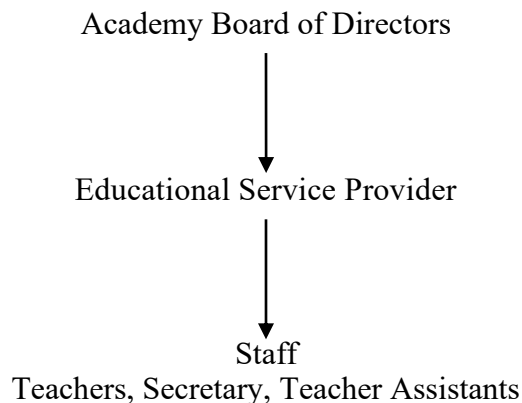 Academy Board of Directors
Educational Service Provider
Staff
Teachers, Secretary, Teacher Assistants